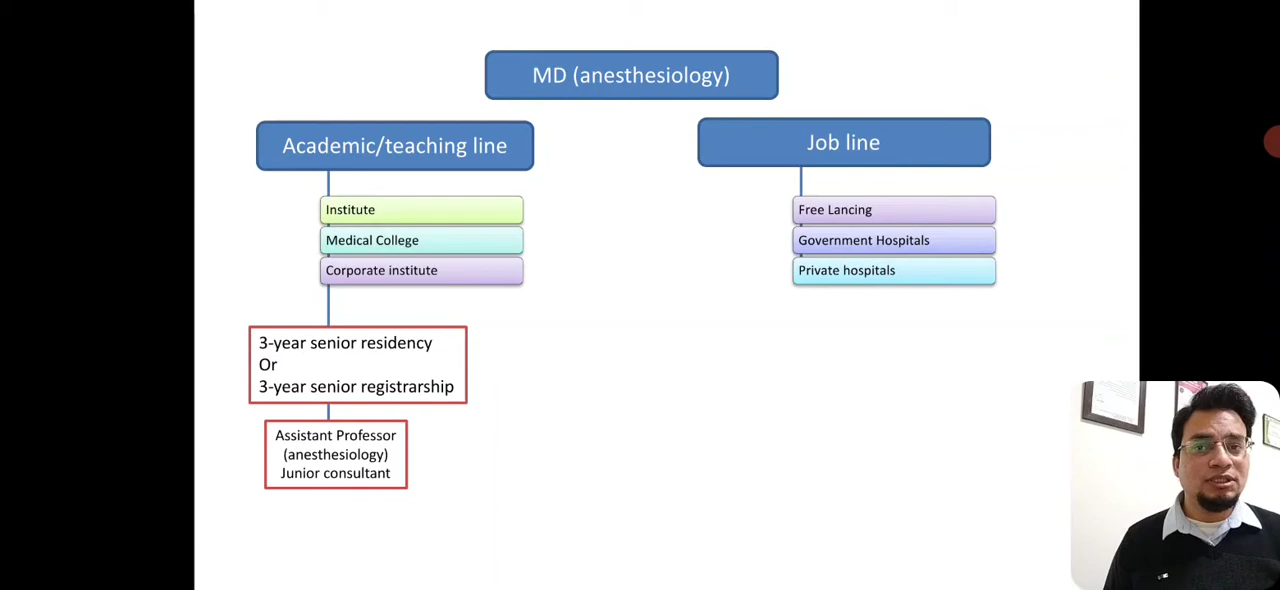 MD (anesthesiology)
Academic/teaching line
Job line
Institute
Medical College
Corporate institute
Free Lancing
Government Hospitals
Private hospitals
3-year senior residency
Or
3-year senior registrarship
Assistant Professor
(anesthesiology)
Junior consultant